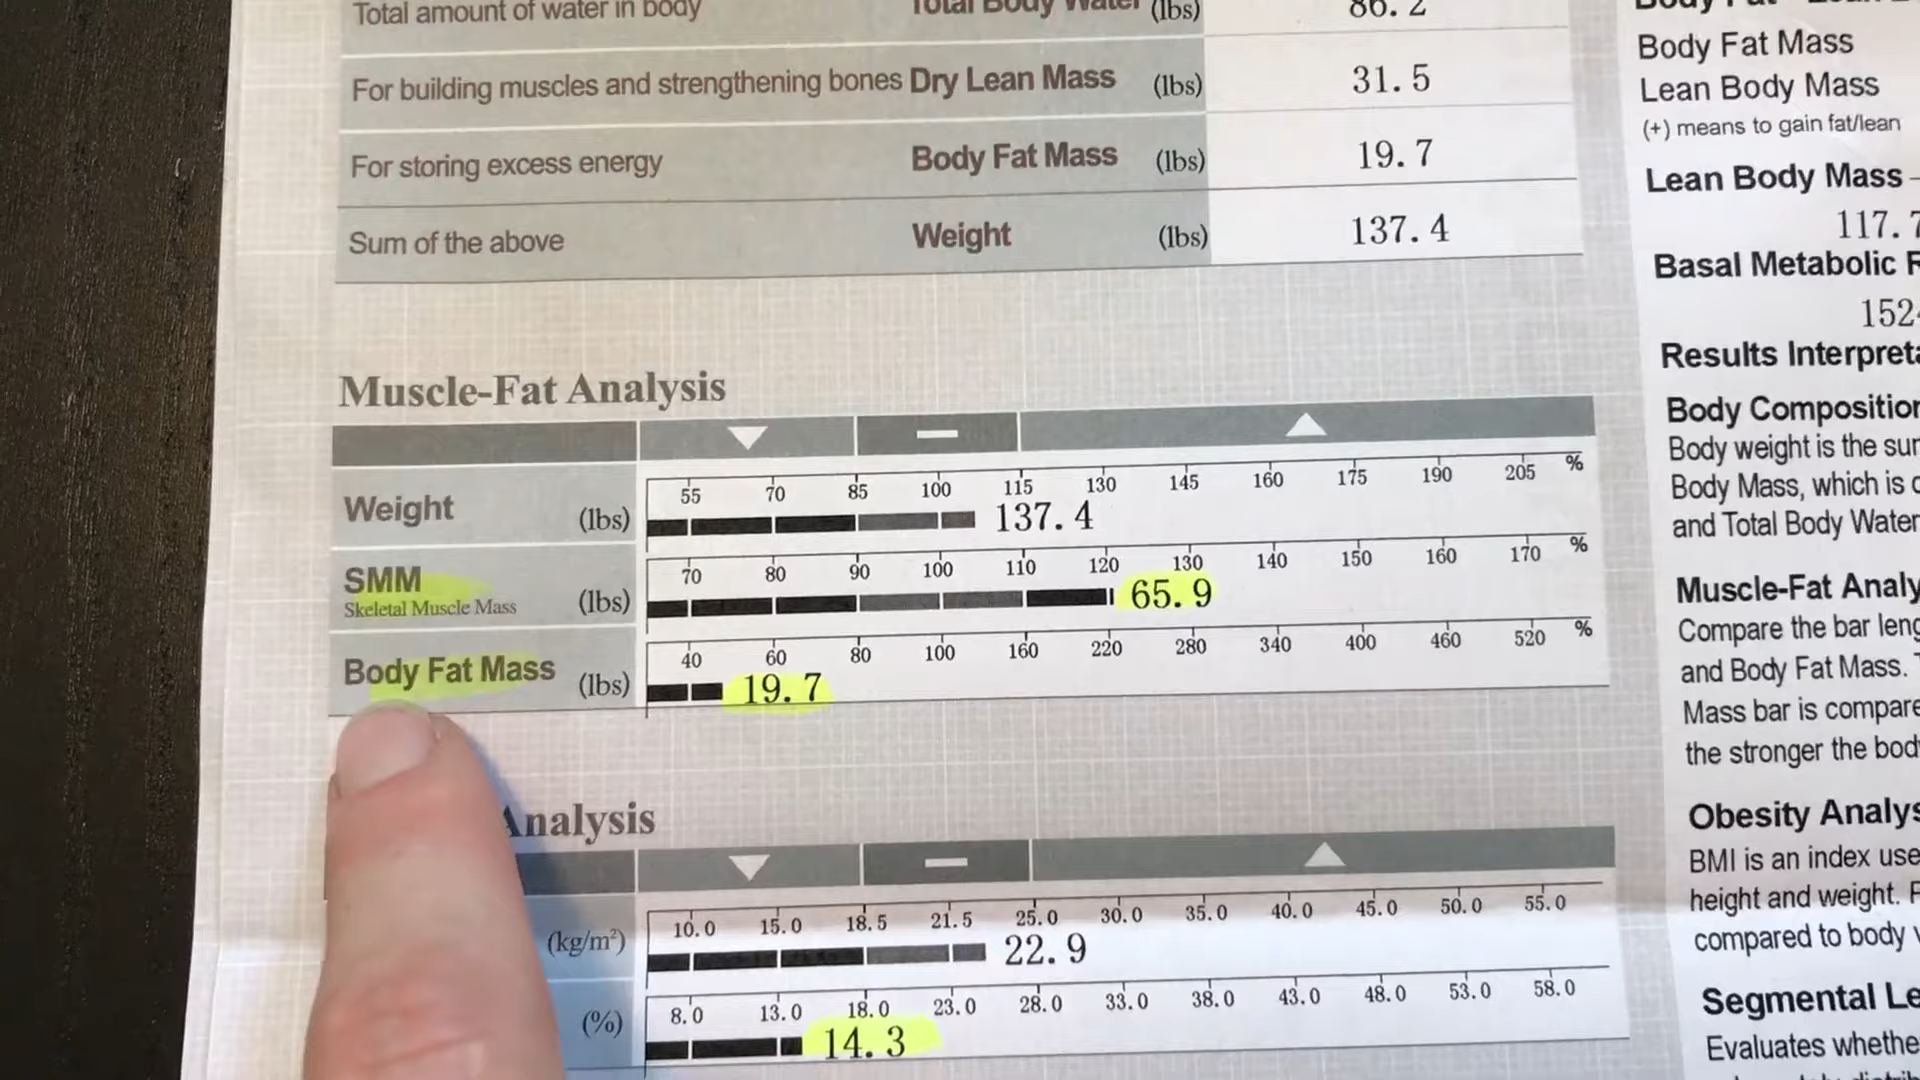 Total amount of water in body Total Body Water (lbs) 86.2
For building muscles and strengthening bones Dry Lean Mass (lbs) 31.5
For storing excess energy Body Fat Mass (lbs) 19.7
Sum of the above Weight (lbs) 137.4
Muscle-Fat Analysis
55 70 85 100 115 130 145 160 175 190 205 %
Weight (lbs) 137.4
70 80 90 100 110 120 130 140 150 160 170 %
SMM (lbs) 65.9
Skeletal Muscle Mass
40 60 80 100 160 220 280 340 400 460 520 %
Body Fat Mass (lbs) 19.7
Analysis
10.0 15.0 18.5 21.5 25.0 30.0 35.0 40.0 45.0 50.0 55.0
(kg/m²) 22.9
8.0 13.0 18.0 23.0 28.0 33.0 38.0 43.0 48.0 53.0 58.0
(%) 14.3
Body Fat Mass
Lean Body Mass
(+) means to gain fat/lean
Lean Body Mass
117.7
Basal Metabolic
152
Results
Body
Body weight is the
Body Mass, which is
and Total Body Water
Muscle-Fat
Compare the bar
and Body Fat Mass.
Mass bar is
the stronger the
Obesity
BMI is an index
height and weight.
compared to body
Segmental
Evaluates